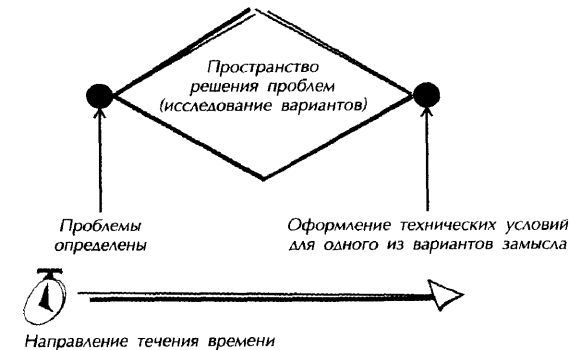 Пространство
решения проблем
(исследование вариантов)
Проблемы
определены
Оформление технических условий
для одного из вариантов замысла
Направление течения времени